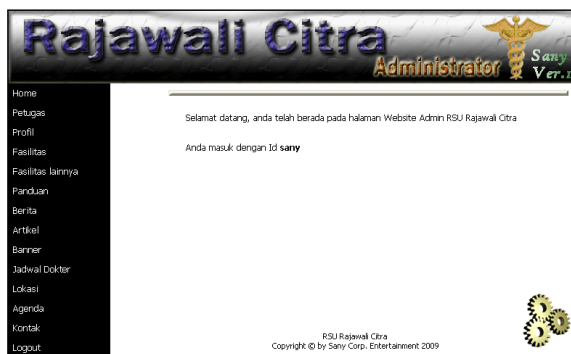 Rajawali Citra
Administrator
Sany
Home
Petugas
Profil
Fasilitas
Fasilitas lainnya
Panduan
Berita
Artikel
Banner
Jadwal Dokter
Lokasi
Agenda
Kontak
Logout
Selamat datang, anda telah berada pada halaman Website Admin RSU Rajawali Citra
Anda masuk dengan Id sany
RSU Rajawali Citra
Copyright © by Sany Corp. Entertainment 2009